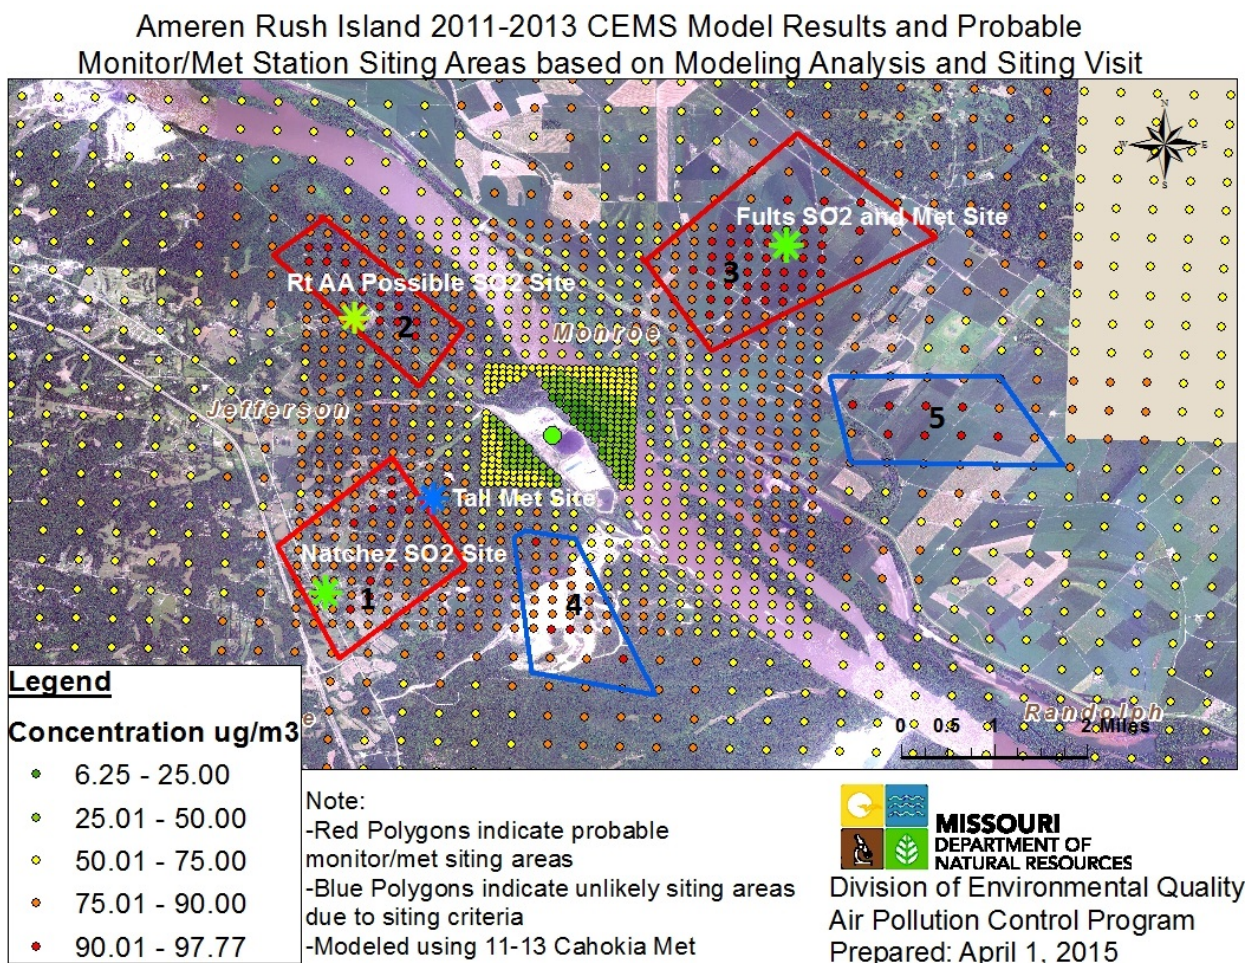 Ameren Rush Island 2011-2013 CEMS Model Results and Probable
Monitor/Met Station Siting Areas based on Modeling Analysis and Siting Visit
N
W E
S
Fults SO2 and Met Site
3
Rt AA Possible SO2 Site
2
Monroe
Jefferson
5
Tall Met Site
Natchez SO2 Site
1
4
Randolph
e
0 0.5 1 2 Miles
Legend
Concentration ug/m3
6.25 - 25.00
25.01 - 50.00
50.01 - 75.00
75.01 - 90.00
90.01 - 97.77
Note:
-Red Polygons indicate probable
monitor/met siting areas
-Blue Polygons indicate unlikely siting areas
due to siting criteria
-Modeled using 11-13 Cahokia Met
MISSOURI
DEPARTMENT OF
NATURAL RESOURCES
Division of Environmental Quality
Air Pollution Control Program
Prepared: April 1, 2015